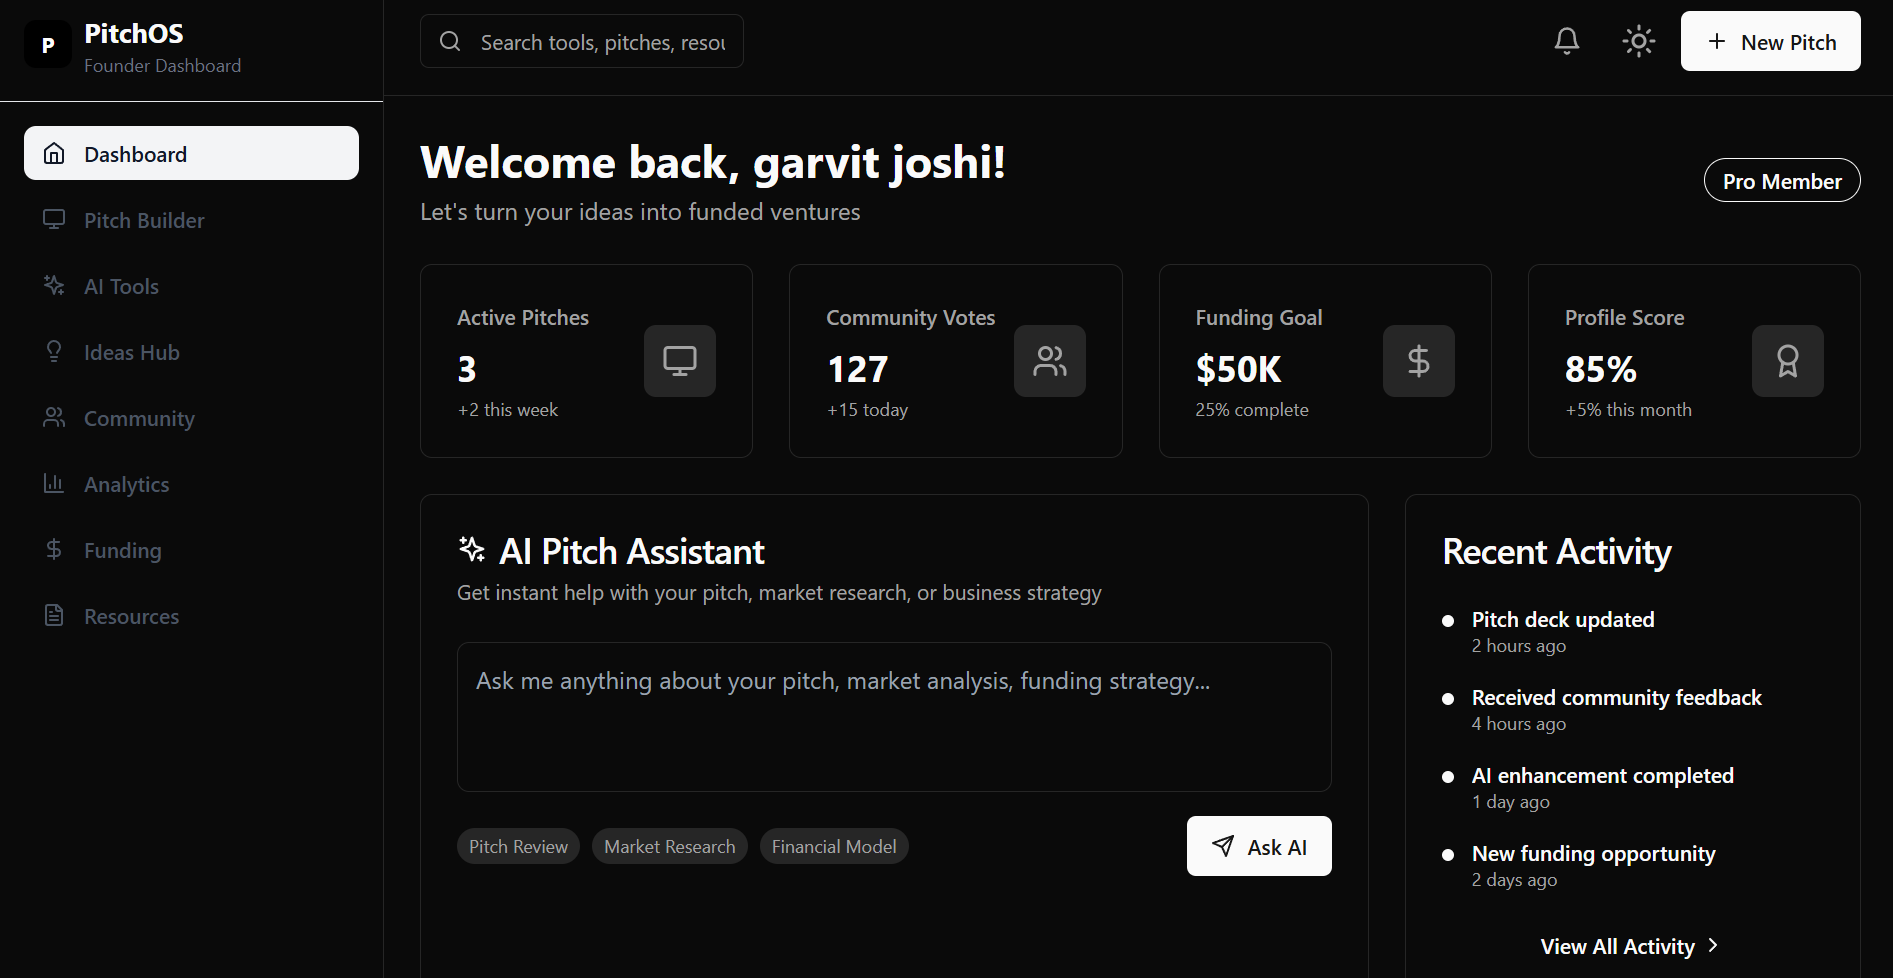 P
PitchOS
Founder Dashboard
Dashboard
Pitch Builder
AI Tools
Ideas Hub
Community
Analytics
Funding
Resources
Search tools, pitches, resou
New Pitch
Welcome back, garvit joshi!
Let's turn your ideas into funded ventures
Pro Member
Active Pitches
3
+2 this week
Community Votes
127
+15 today
Funding Goal
$50K
25% complete
Profile Score
85%
+5% this month
AI Pitch Assistant
Get instant help with your pitch, market research, or business strategy
Ask me anything about your pitch, market analysis, funding strategy...
Pitch Review
Market Research
Financial Model
Ask AI
Recent Activity
Pitch deck updated
2 hours ago
Received community feedback
4 hours ago
AI enhancement completed
1 day ago
New funding opportunity
2 days ago
View All Activity